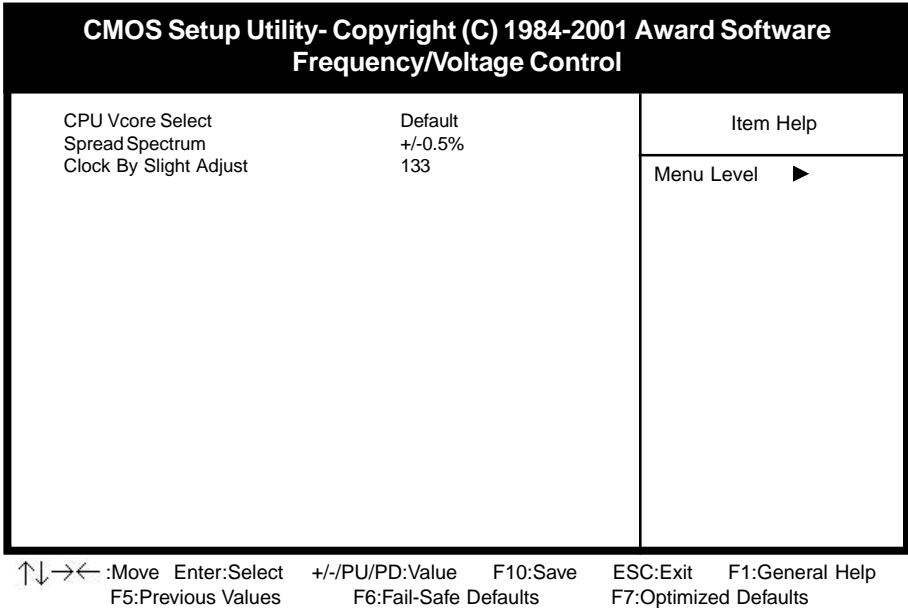 CMOS Setup Utility- Copyright (C) 1984-2001 Award Software
Frequency/Voltage Control
CPU Vcore Select Default
Spread Spectrum +/-0.5%
Clock By Slight Adjust 133
Item Help
Menu Level ▶
↑↓→← :Move Enter:Select +/-/PU/PD:Value F10:Save ESC:Exit F1:General Help
F5:Previous Values F6:Fail-Safe Defaults F7:Optimized Defaults